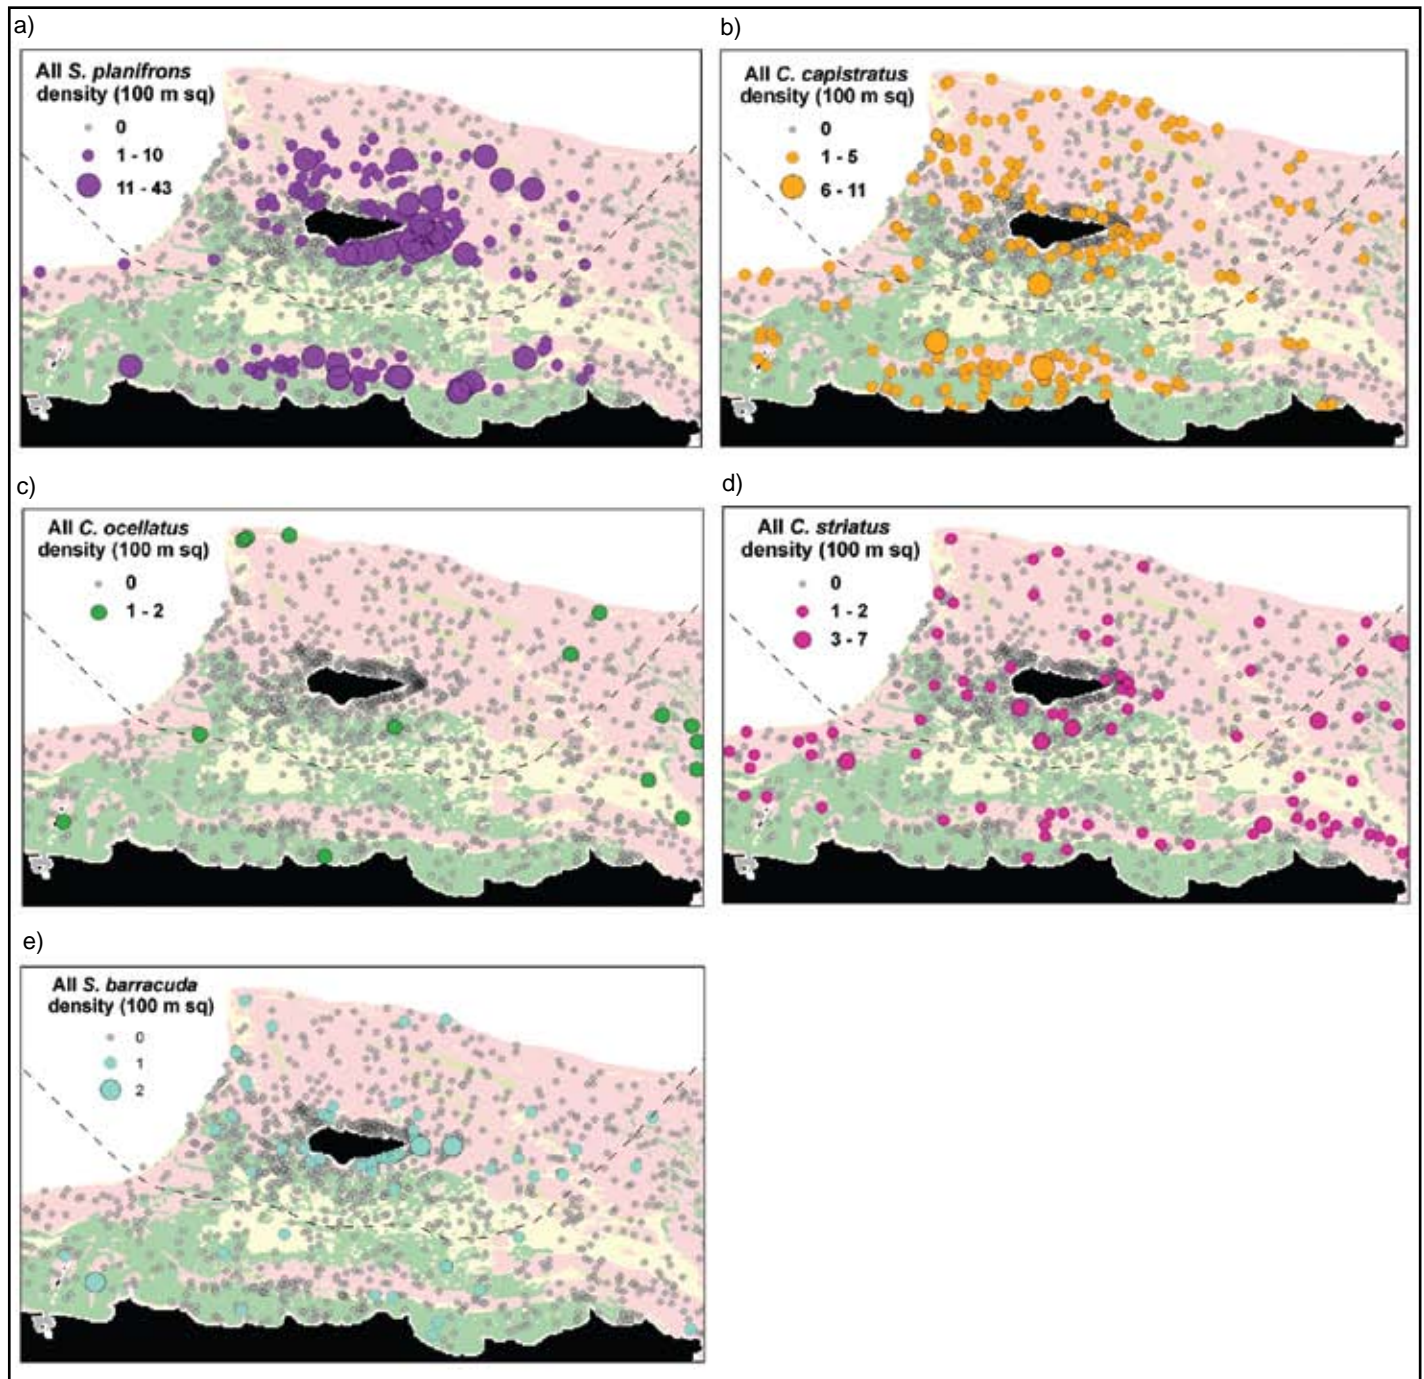 a)
All S. planifrons
density (100 m sq)
0
1 - 10
11 - 43
b)
All C. capistratus
density (100 m sq)
0
1 - 5
6 - 11
c)
All C. ocellatus
density (100 m sq)
0
1 - 2
d)
All C. striatus
density (100 m sq)
0
1 - 2
3 - 7
e)
All S. barracuda
density (100 m sq)
0
1
2